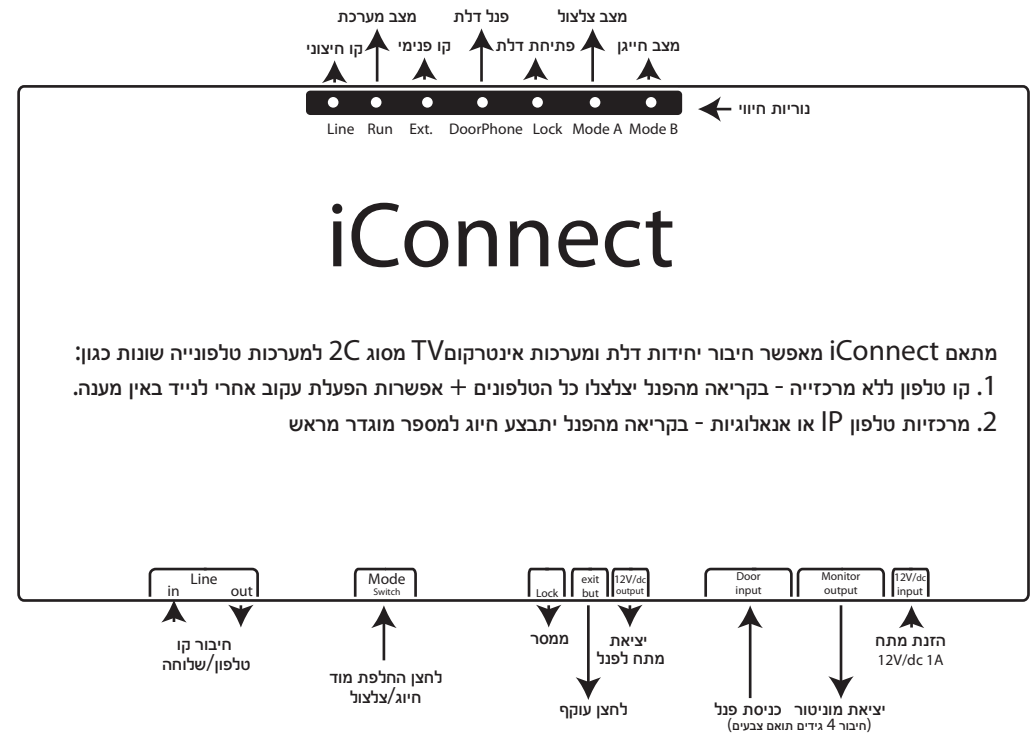 מצב מערכת
פנל דלת
מצב צלצול
קו חיצוני
קו פנימי
פתיחת דלת
מצב חייגן
נוריות חיווי
Line Run Ext. DoorPhone Lock Mode A Mode B
iConnect
מתאם iConnect מאפשר חיבור יחידות דלת ומערכות אינטרקוםTV מסוג 2C למערכות טלפונייה שונות כגון:
1. קו טלפון ללא מרכזייה - בקריאה מהפנל יצלצלו כל הטלפונים + אפשרות הפעלת עקוב אחרי לנייד באין מענה.
2. מרכזיות טלפון IP או אנאלוגיות - בקריאה מהפנל יתבצע חיוג למספר מוגדר מראש
Line
in out
Mode
Switch
Lock
exit
but
12V/dc
output
Door
input
Monitor
output
12V/dc
input
חיבור קו
טלפון/שלוחה
לחצן החלפת מוד
חיוג/צלצול
ממסר
לחצן עוקף
יציאת
מתח לפנל
כניסת פנל
יציאת מוניטור
(חיבור 4 גידים תואם צבעים)
הזנת מתח
12V/dc 1A